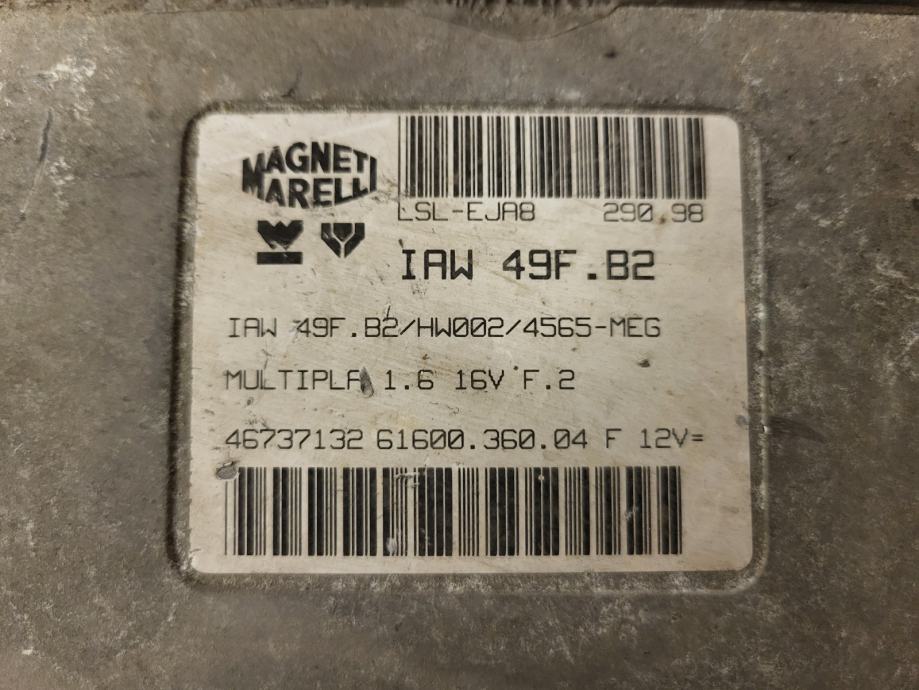 MAGNETI
MARELLI
LSL-EJA8 290.98
IAW 49F.B2
IAW 49F.B2/HW002/4565-MEG
MULTIPLA 1.6 16V F.2
46737132 61600.360.04 F 12V=